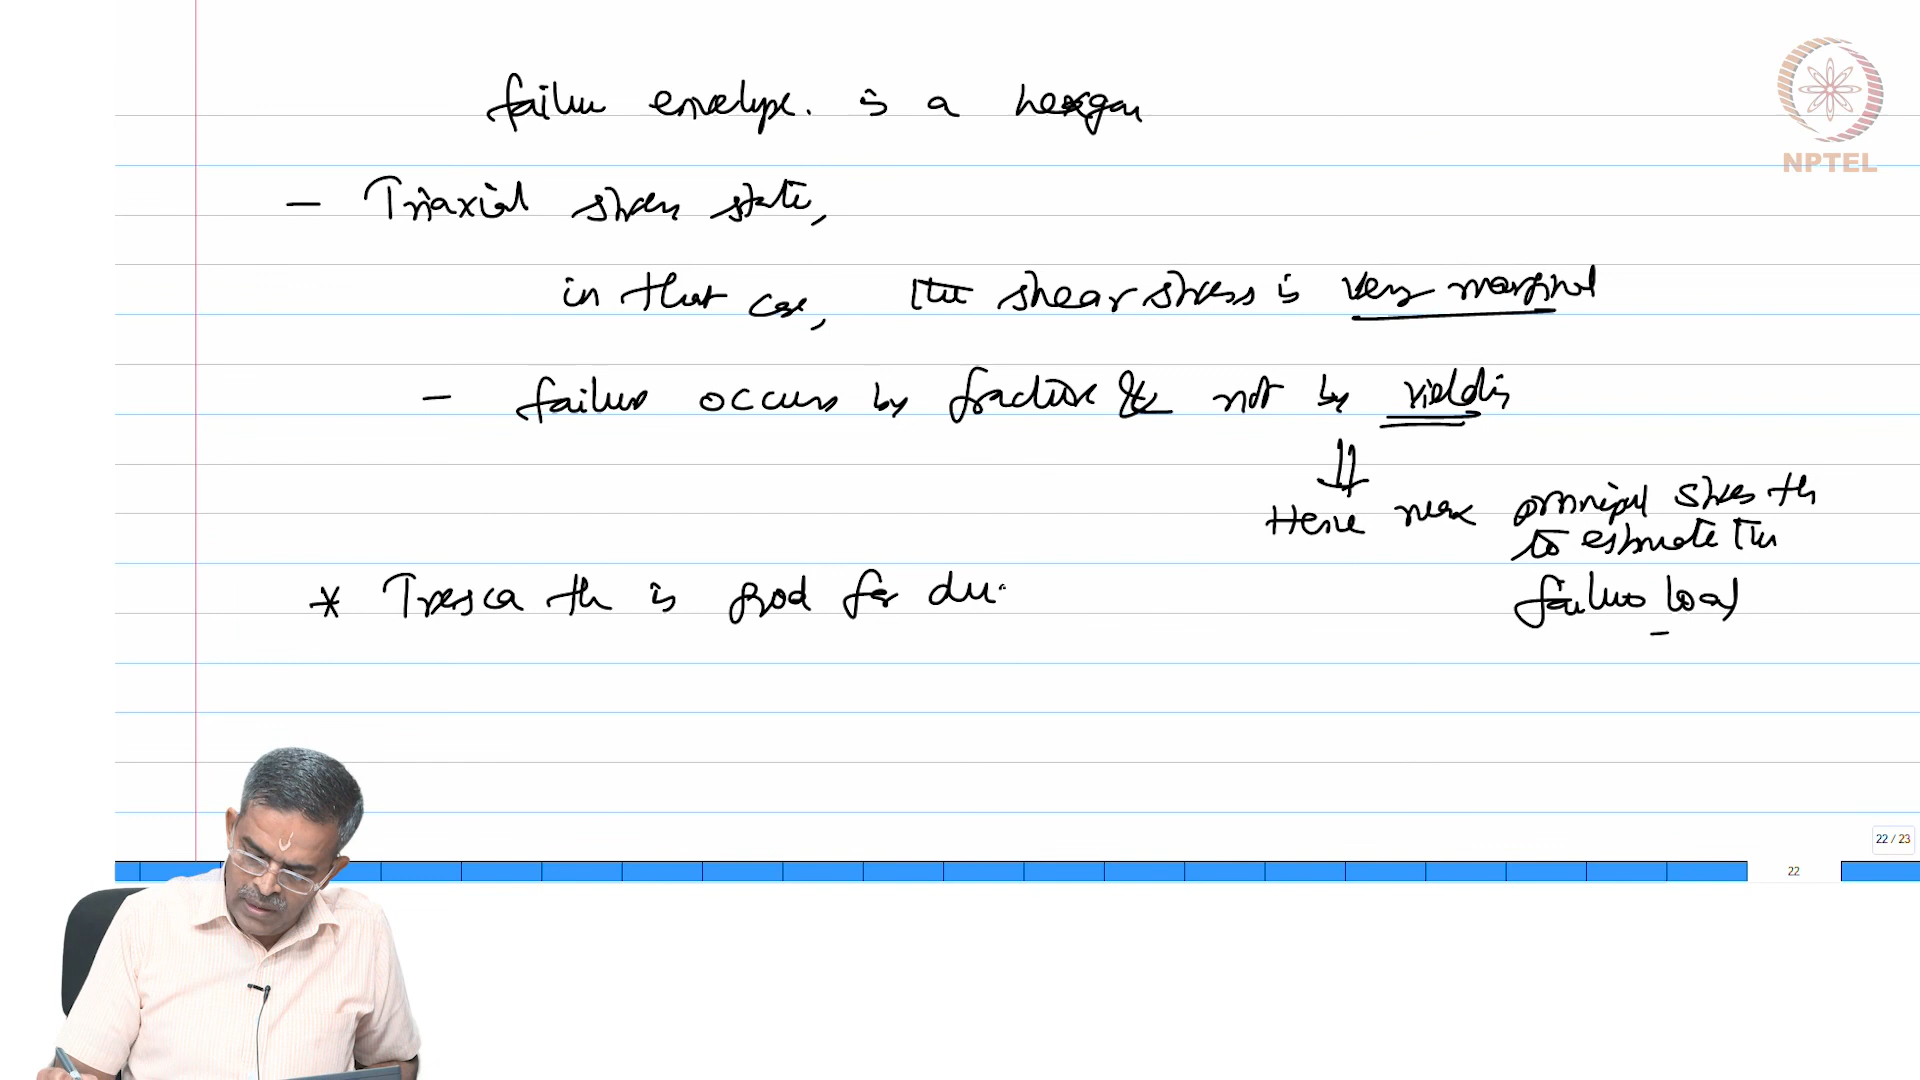 failure envelope. is a hexagon
NPTEL
- Triaxial stress state,
in that case, the shear stress is very marginal
- failure occurs by fracture & not by yielding
⇓
Hence max principal stress th
to estimate the
failure load
* Tresca th is good for du
22 / 23
22